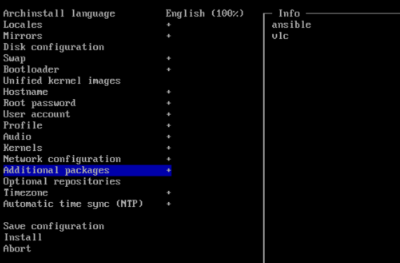 Archinstall language English (100%)
Locales +
Mirrors +
Disk configuration
Swap +
Bootloader +
Unified kernel images
Hostname +
Root password +
User account +
Profile +
Audio +
Kernels +
Network configuration +
Additional packages +
Optional repositories
Timezone +
Automatic time sync (NTP) +
Save configuration
Install
Abort
Info
ansible
vlc